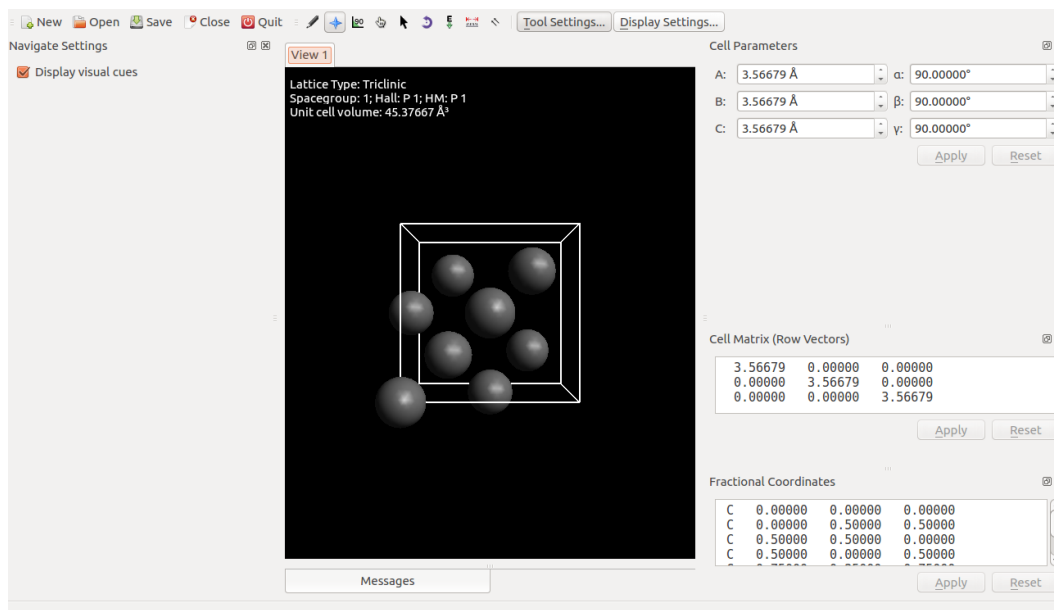 New Open Save Close Quit Tool Settings... Display Settings...
Navigate Settings
Display visual cues
View 1
Lattice Type: Triclinic
Spacegroup: 1; Hall: P 1; HM: P 1
Unit cell volume: 45.37667 Å³
Messages
Cell Parameters
A: 3.56679 Å α: 90.00000°
B: 3.56679 Å β: 90.00000°
C: 3.56679 Å γ: 90.00000°
Apply Reset
Cell Matrix (Row Vectors)
3.56679 0.00000 0.00000
0.00000 3.56679 0.00000
0.00000 0.00000 3.56679
Apply Reset
Fractional Coordinates
C 0.00000 0.00000 0.00000
C 0.00000 0.50000 0.50000
C 0.50000 0.50000 0.00000
C 0.50000 0.00000 0.50000
Apply Reset